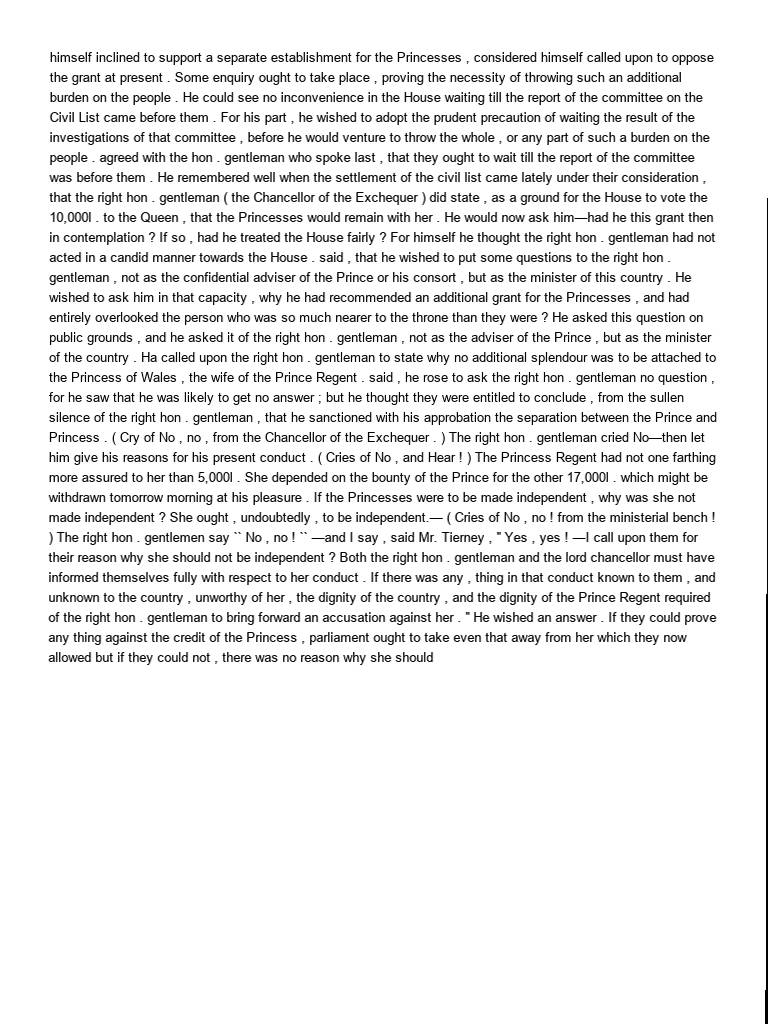 himself inclined to support a separate establishment for the Princesses , considered himself called upon to oppose
the grant at present . Some enquiry ought to take place , proving the necessity of throwing such an additional
burden on the people . He could see no inconvenience in the House waiting till the report of the committee on the
Civil List came before them . For his part , he wished to adopt the prudent precaution of waiting the result of the
investigations of that committee , before he would venture to throw the whole , or any part of such a burden on the
people . agreed with the hon . gentleman who spoke last , that they ought to wait till the report of the committee
was before them . He remembered well when the settlement of the civil list came lately under their consideration ,
that the right hon . gentleman ( the Chancellor of the Exchequer ) did state , as a ground for the House to vote the
10,000l . to the Queen , that the Princesses would remain with her . He would now ask him—had he this grant then
in contemplation ? If so , had he treated the House fairly ? For himself he thought the right hon . gentleman had not
acted in a candid manner towards the House . said , that he wished to put some questions to the right hon .
gentleman , not as the confidential adviser of the Prince or his consort , but as the minister of this country . He
wished to ask him in that capacity , why he had recommended an additional grant for the Princesses , and had
entirely overlooked the person who was so much nearer to the throne than they were ? He asked this question on
public grounds , and he asked it of the right hon . gentleman , not as the adviser of the Prince , but as the minister
of the country . Ha called upon the right hon . gentleman to state why no additional splendour was to be attached to
the Princess of Wales , the wife of the Prince Regent . said , he rose to ask the right hon . gentleman no question ,
for he saw that he was likely to get no answer ; but he thought they were entitled to conclude , from the sullen
silence of the right hon . gentleman , that he sanctioned with his approbation the separation between the Prince and
Princess . ( Cry of No , no , from the Chancellor of the Exchequer . ) The right hon . gentleman cried No—then let
him give his reasons for his present conduct . ( Cries of No , and Hear ! ) The Princess Regent had not one farthing
more assured to her than 5,000l . She depended on the bounty of the Prince for the other 17,000l . which might be
withdrawn tomorrow morning at his pleasure . If the Princesses were to be made independent , why was she not
made independent ? She ought , undoubtedly , to be independent.— ( Cries of No , no ! from the ministerial bench !
) The right hon . gentlemen say `` No , no ! `` —and I say , said Mr. Tierney , " Yes , yes ! —I call upon them for
their reason why she should not be independent ? Both the right hon . gentleman and the lord chancellor must have
informed themselves fully with respect to her conduct . If there was any , thing in that conduct known to them , and
unknown to the country , unworthy of her , the dignity of the country , and the dignity of the Prince Regent required
of the right hon . gentleman to bring forward an accusation against her . " He wished an answer . If they could prove
any thing against the credit of the Princess , parliament ought to take even that away from her which they now
allowed but if they could not , there was no reason why she should